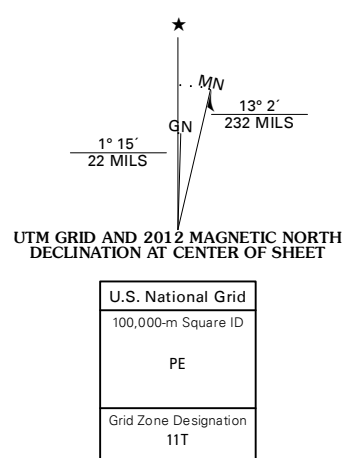 ★
MN
GN
13° 2´
232 MILS
1° 15´
22 MILS
UTM GRID AND 2012 MAGNETIC NORTH
DECLINATION AT CENTER OF SHEET
U.S. National Grid
100,000-m Square ID
PE
Grid Zone Designation
11T